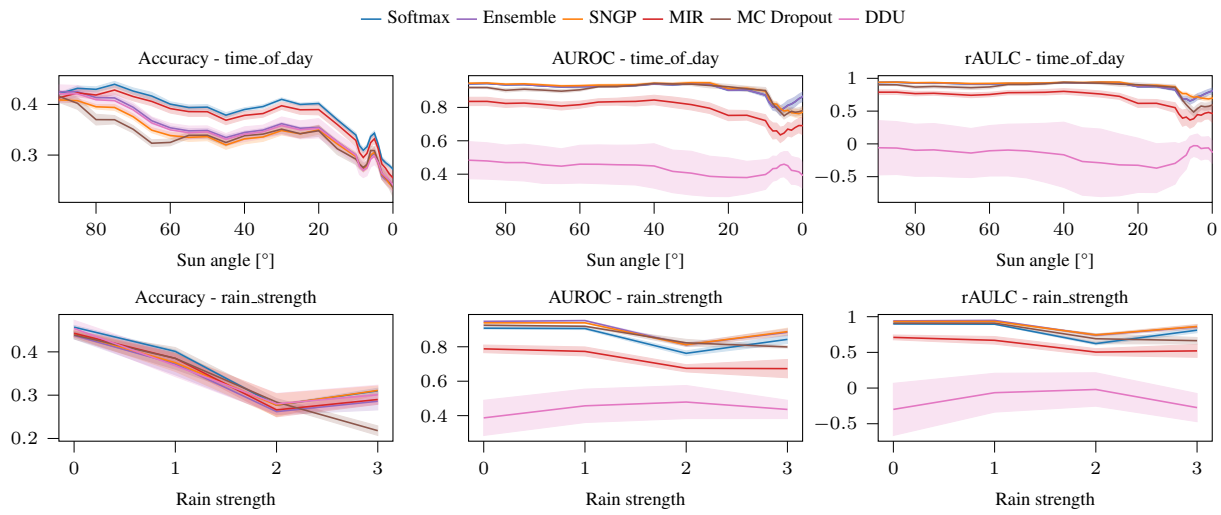 Softmax Ensemble SNGP MIR MC Dropout DDU
Accuracy - time_of_day
AUROC - time_of_day
rAULC - time_of_day
0.4
0.3
80 60 40 20 0
Sun angle [°]
0.8
0.6
0.4
80 60 40 20 0
Sun angle [°]
1
0.5
0
−0.5
80 60 40 20 0
Sun angle [°]
Accuracy - rain_strength
AUROC - rain_strength
rAULC - rain_strength
0.4
0.3
0.2
0 1 2 3
Rain strength
0.8
0.6
0.4
0 1 2 3
Rain strength
1
0.5
0
−0.5
0 1 2 3
Rain strength